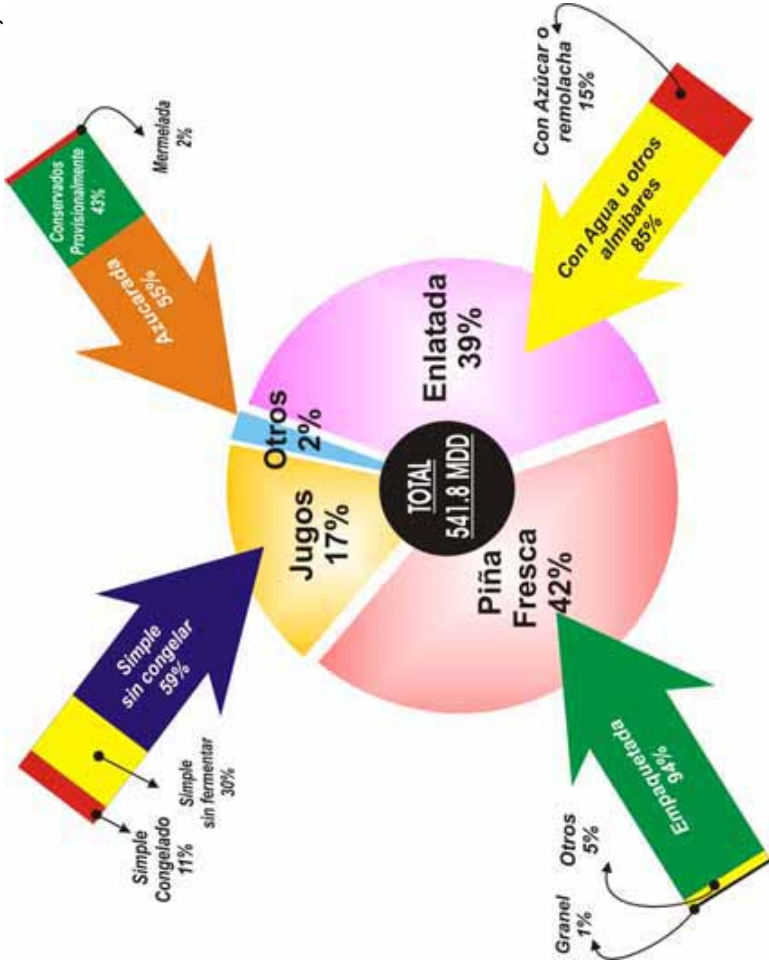 Simple
Congelado
11%
Simple
sin fermentar
30%
Simple
sin congelar
59%
Mermelada
2%
Conservados
Provisionalmente
43%
Azucarada
55%
Jugos
17%
Otros
2%
TOTAL
541.8 MDD
Piña
Fresca
42%
Enlatada
39%
Granel
1%
Otros
5%
Empaquetada
94%
Con Agua u otros
almibares
85%
Con Azúcar o
remolacha
15%